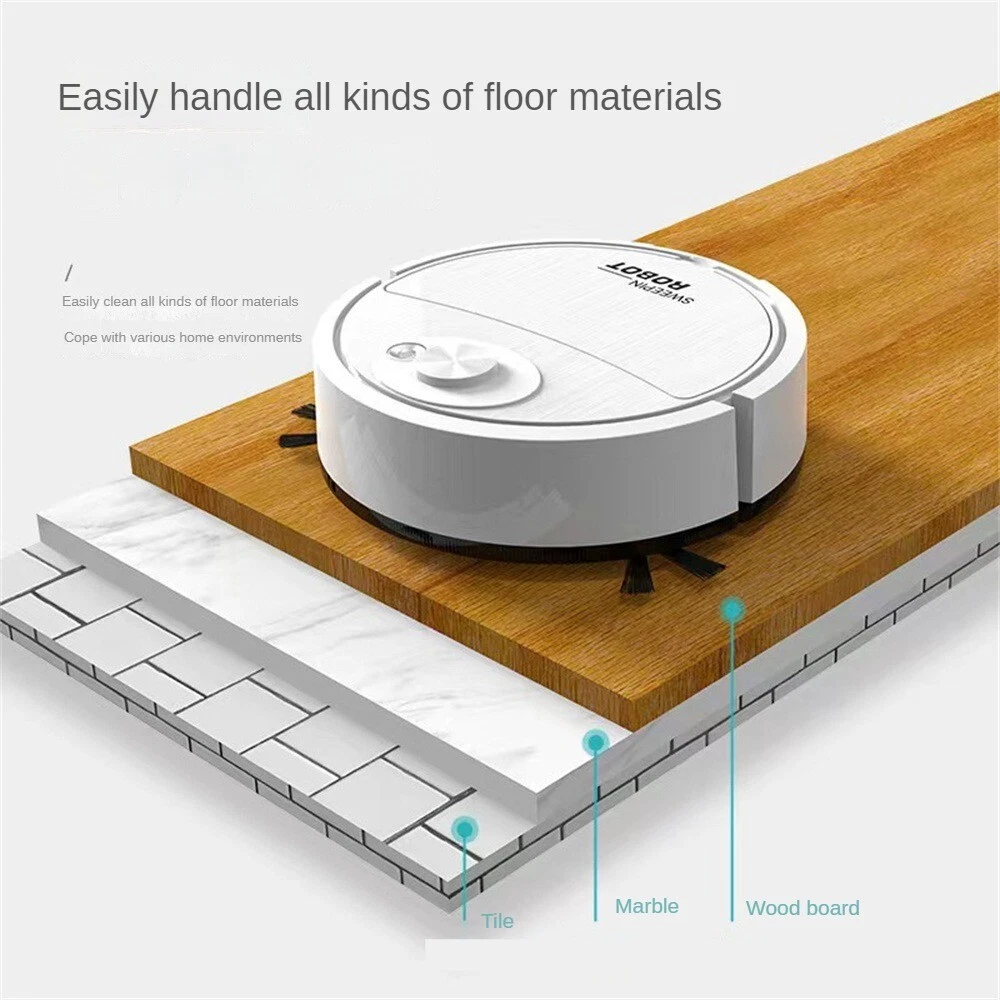 Easily handle all kinds of floor materials
/
Easily clean all kinds of floor materials
Cope with various home environments
SWEEPIN
ROBOT
Tile
Marble
Wood board